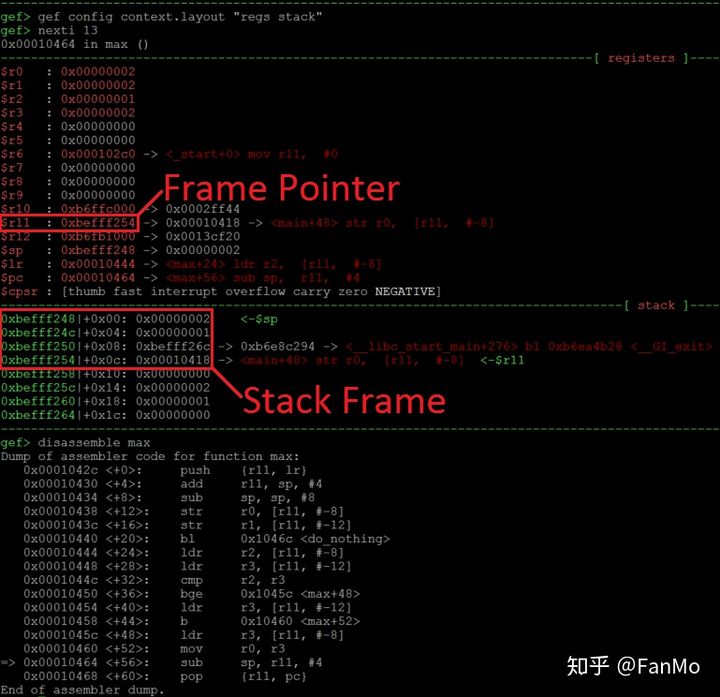 gef> gef config context.layout "regs stack"
gef> nexti 13
0x00010464 in max ()
[ registers ]
$r0   : 0x00000002
$r1   : 0x00000002
$r2   : 0x00000001
$r3   : 0x00000002
$r4   : 0x00000000
$r5   : 0x00000000
$r6   : 0x000102c0 -> <_start+0> mov r11,  #0
$r7   : 0x00000000
$r8   : 0x00000000
$r9   : 0x00000000
$r10  : 0xb6ffc000 -> 0x0002ff44
Frame Pointer
$r11  : 0xbefff254 -> 0x00010418 -> <main+48> str r0,  [r11, #-8]
$r12  : 0xb6fb1000 -> 0x0013cf20
$sp   : 0xbefff248 -> 0x00000002
$lr   : 0x00010444 -> <max+24> ldr r2,  [r11, #-8]
$pc   : 0x00010464 -> <max+56> sub sp,  r11, #4
$cpsr : [thumb fast interrupt overflow carry zero NEGATIVE]
[ stack ]
0xbefff248|+0x00: 0x00000002    <-$sp
0xbefff24c|+0x04: 0x00000001
0xbefff250|+0x08: 0xbefff26c -> 0xb6e8c294 -> <__libc_start_main+276> bl 0xb6ea4b28 <__GI_exit>
0xbefff254|+0x0c: 0x00010418 -> <main+48> str r0,  [r11, #-8]  <-$r11
0xbefff258|+0x10: 0x00000000
0xbefff25c|+0x14: 0x00000002
0xbefff260|+0x18: 0x00000001
0xbefff264|+0x1c: 0x00000000
Stack Frame
gef> disassemble max
Dump of assembler code for function max:
0x0001042c <+0>:     push    {r11, lr}
0x00010430 <+4>:     add     r11, sp, #4
0x00010434 <+8>:     sub     sp, sp, #8
0x00010438 <+12>:    str     r0, [r11, #-8]
0x0001043c <+16>:    str     r1, [r11, #-12]
0x00010440 <+20>:    bl      0x1046c <do_nothing>
0x00010444 <+24>:    ldr     r2, [r11, #-8]
0x00010448 <+28>:    ldr     r3, [r11, #-12]
0x0001044c <+32>:    cmp     r2, r3
0x00010450 <+36>:    bge     0x1045c <max+48>
0x00010454 <+40>:    ldr     r3, [r11, #-12]
0x00010458 <+44>:    b       0x10460 <max+52>
0x0001045c <+48>:    ldr     r3, [r11, #-8]
0x00010460 <+52>:    mov     r0, r3
=> 0x00010464 <+56>:    sub     sp, r11, #4
0x00010468 <+60>:    pop     {r11, pc}
End of assembler dump.
知乎 @FanMo